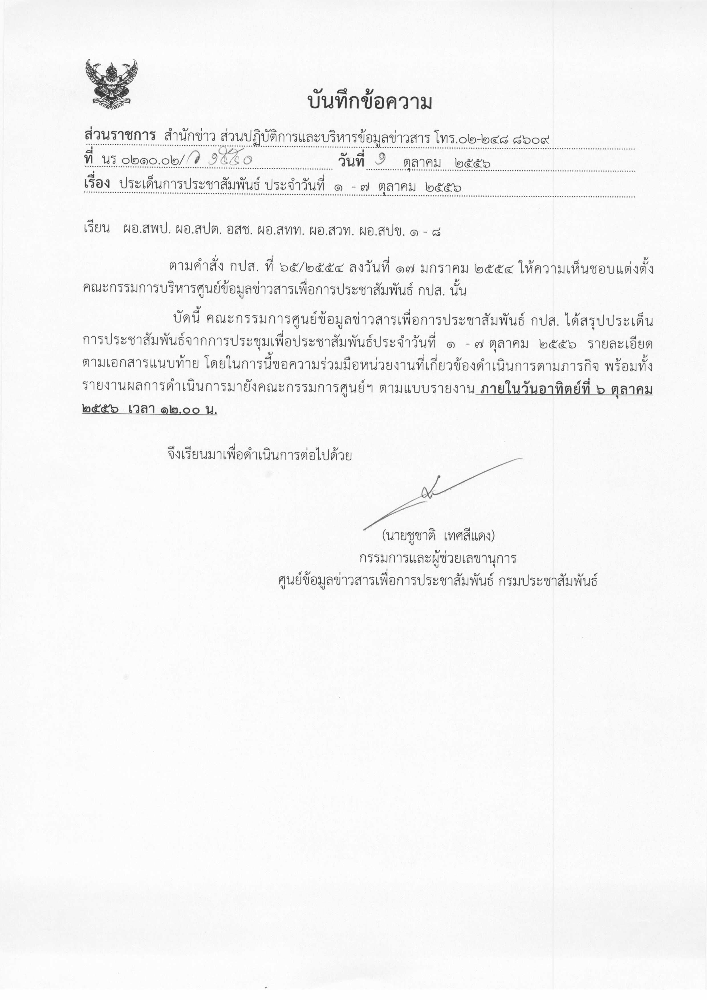 บันทึกข้อความ
ส่วนราชการ สำนักข่าว ส่วนปฏิบัติการและบริหารข้อมูลข่าวสาร โทร.๐๒-๒๔๘ ๘๖๐๙
ที่ นร ๐๒๑๐.๐๒/ว วันที่ ๑ ตุลาคม ๒๕๕๖
เรื่อง ประเด็นการประชาสัมพันธ์ ประจำวันที่ ๑ - ๗ ตุลาคม ๒๕๕๖
เรียน ผอ.สพป. ผอ.สปต. อสช. ผอ.สทท. ผอ.สวท. ผอ.สปข. ๑ - ๘
ตามคำสั่ง กปส. ที่ ๖๕/๒๕๕๔ ลงวันที่ ๑๗ มกราคม ๒๕๕๔ ให้ความเห็นชอบแต่งตั้ง
คณะกรรมการบริหารศูนย์ข้อมูลข่าวสารเพื่อการประชาสัมพันธ์ กปส. นั้น
บัดนี้ คณะกรรมการศูนย์ข้อมูลข่าวสารเพื่อการประชาสัมพันธ์ กปส. ได้สรุปประเด็น
การประชาสัมพันธ์จากการประชุมเพื่อประชาสัมพันธ์ประจำวันที่ ๑ - ๗ ตุลาคม ๒๕๕๖ รายละเอียด
ตามเอกสารแนบท้าย โดยในการนี้ขอความร่วมมือหน่วยงานที่เกี่ยวข้องดำเนินการตามภารกิจ พร้อมทั้ง
รายงานผลการดำเนินการมายังคณะกรรมการศูนย์ฯ ตามแบบรายงาน ภายในวันอาทิตย์ที่ ๖ ตุลาคม
๒๕๕๖ เวลา ๑๒.๐๐ น.
จึงเรียนมาเพื่อดำเนินการต่อไปด้วย
(นายชูชาติ เทศสีแดง)
กรรมการและผู้ช่วยเลขานุการ
ศูนย์ข้อมูลข่าวสารเพื่อการประชาสัมพันธ์ กรมประชาสัมพันธ์